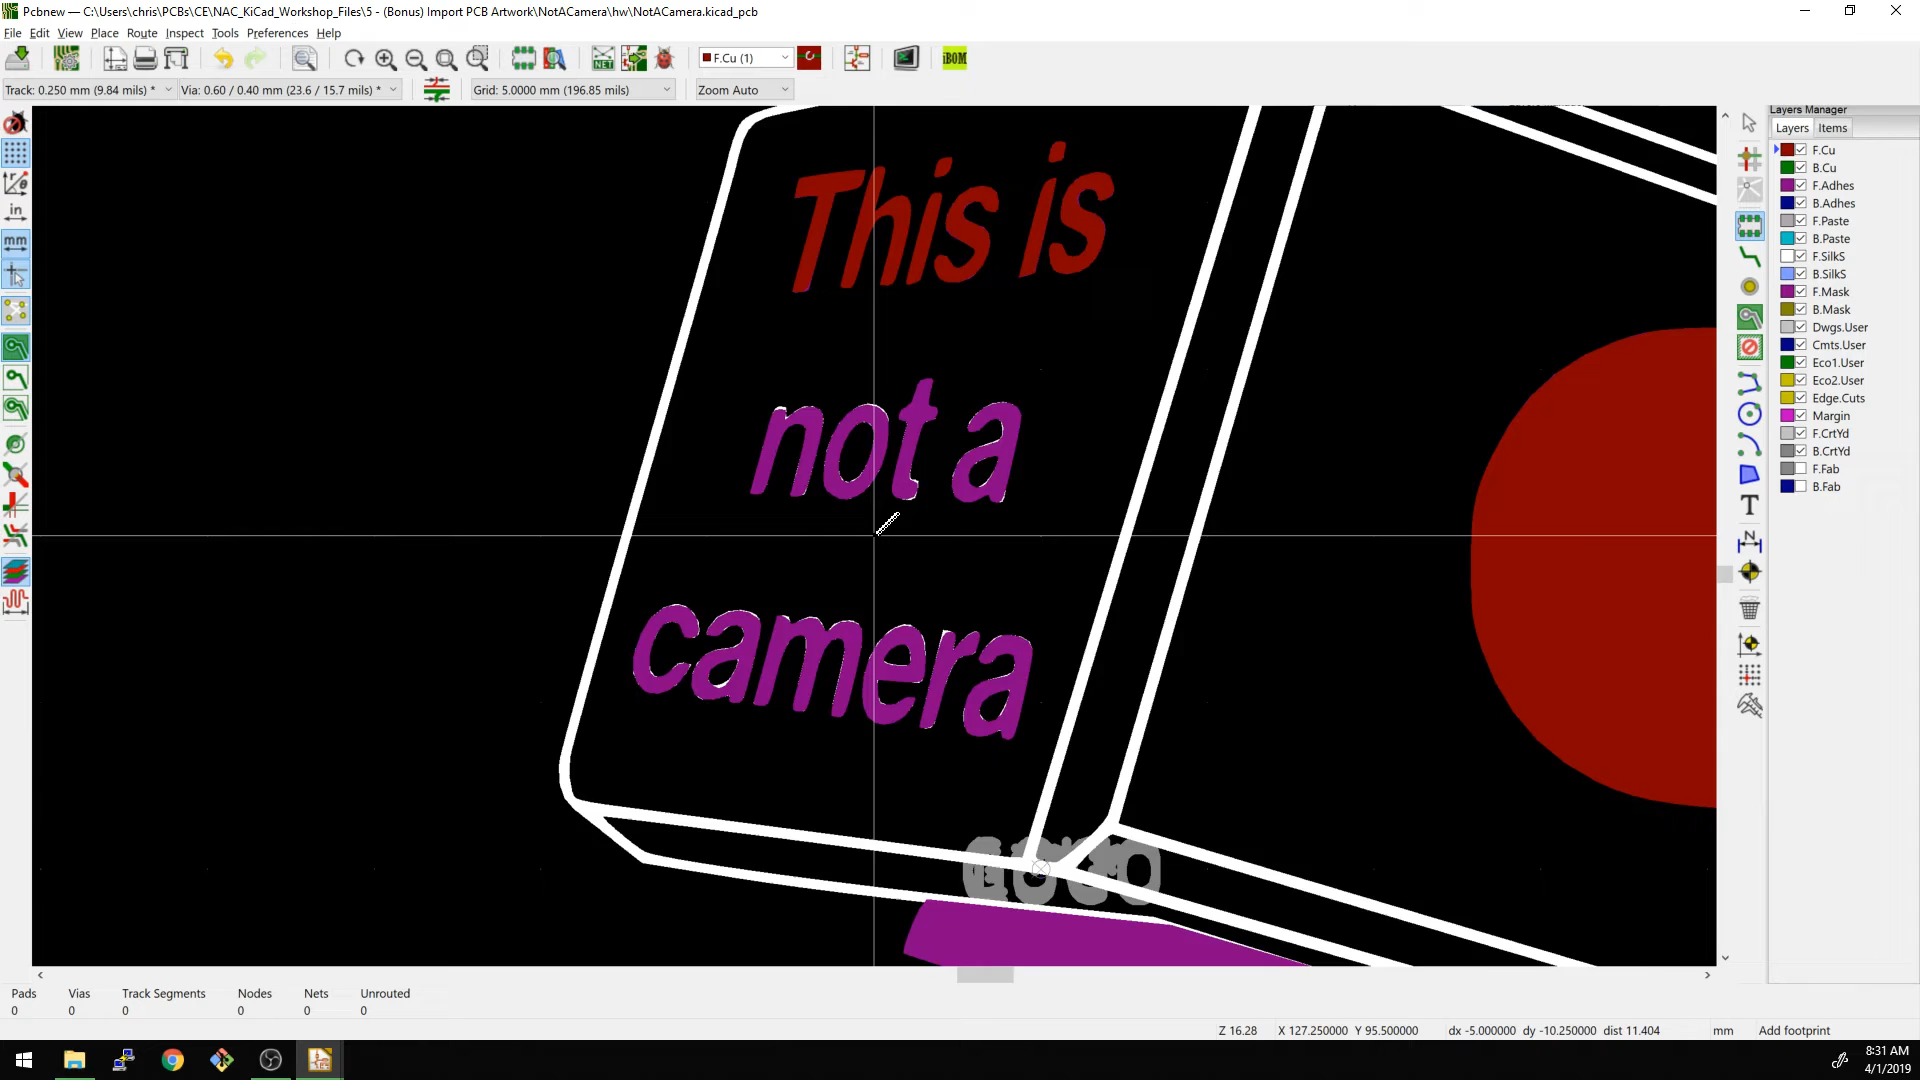 Pcbnew — C:\Users\chris\PCBs\CE\NAC_KiCad_Workshop_Files\5 - (Bonus) Import PCB Artwork\NotACamera\hw\NotACamera.kicad_pcb
File Edit View Place Route Inspect Tools Preferences Help
NET F.Cu (1) iBOM
Track: 0.250 mm (9.84 mils) * Via: 0.60 / 0.40 mm (23.6 / 15.7 mils) * Grid: 5.0000 mm (196.85 mils) Zoom Auto
in
mm
This is
not a
camera
Layers Manager
Layers Items
F.Cu
B.Cu
F.Adhes
B.Adhes
F.Paste
B.Paste
F.SilkS
B.SilkS
F.Mask
B.Mask
Dwgs.User
Cmts.User
Eco1.User
Eco2.User
Edge.Cuts
Margin
F.CrtYd
B.CrtYd
F.Fab
B.Fab
T
N
Pads Vias Track Segments Nodes Nets Unrouted
0 0 0 0 0 0
Z 16.28 X 127.250000 Y 95.500000 dx -5.000000 dy -10.250000 dist 11.404 mm Add footprint
8:31 AM
4/1/2019